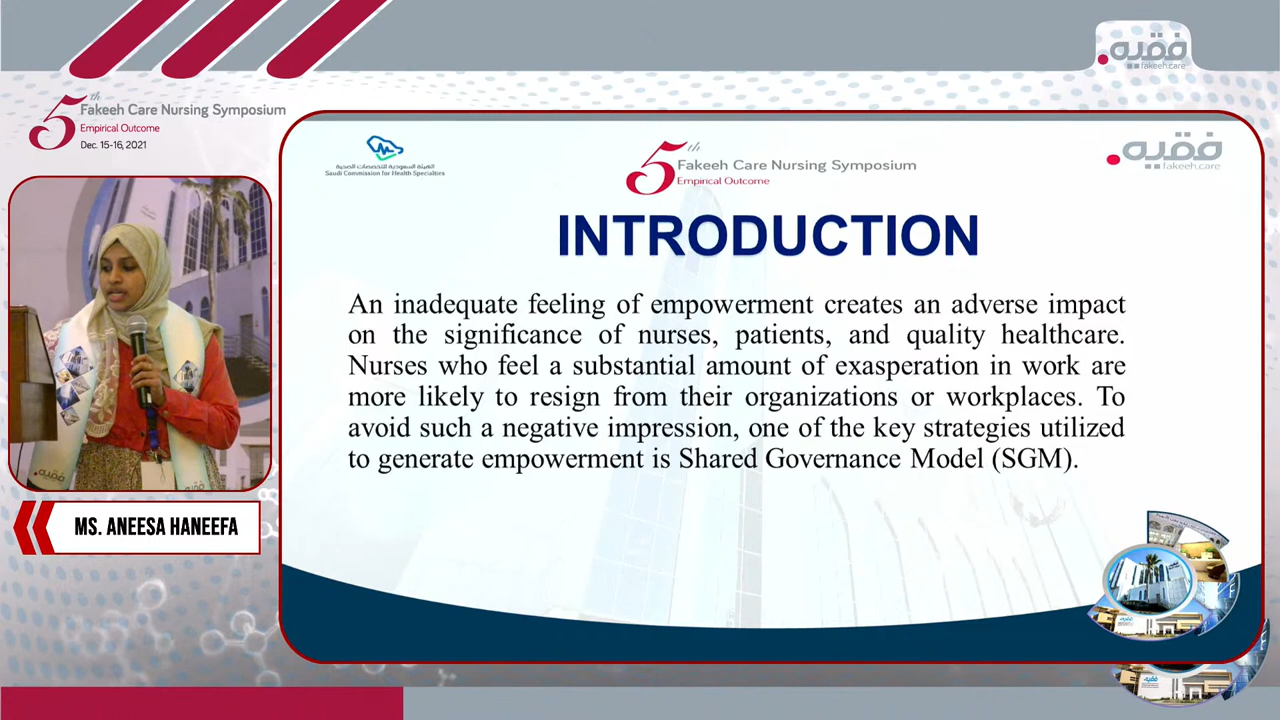 فقيه
fakeeh.care
5th
Fakeeh Care Nursing Symposium
Empirical Outcome
Dec. 15-16, 2021
الهيئة السعودية للتخصصات الصحية
Saudi Commission for Health Specialties
5th
Fakeeh Care Nursing Symposium
Empirical Outcome
فقيه
fakeeh.care
INTRODUCTION
An inadequate feeling of empowerment creates an adverse impact
on the significance of nurses, patients, and quality healthcare.
Nurses who feel a substantial amount of exasperation in work are
more likely to resign from their organizations or workplaces. To
avoid such a negative impression, one of the key strategies utilized
to generate empowerment is Shared Governance Model (SGM).
MS. ANEESA HANEEFA